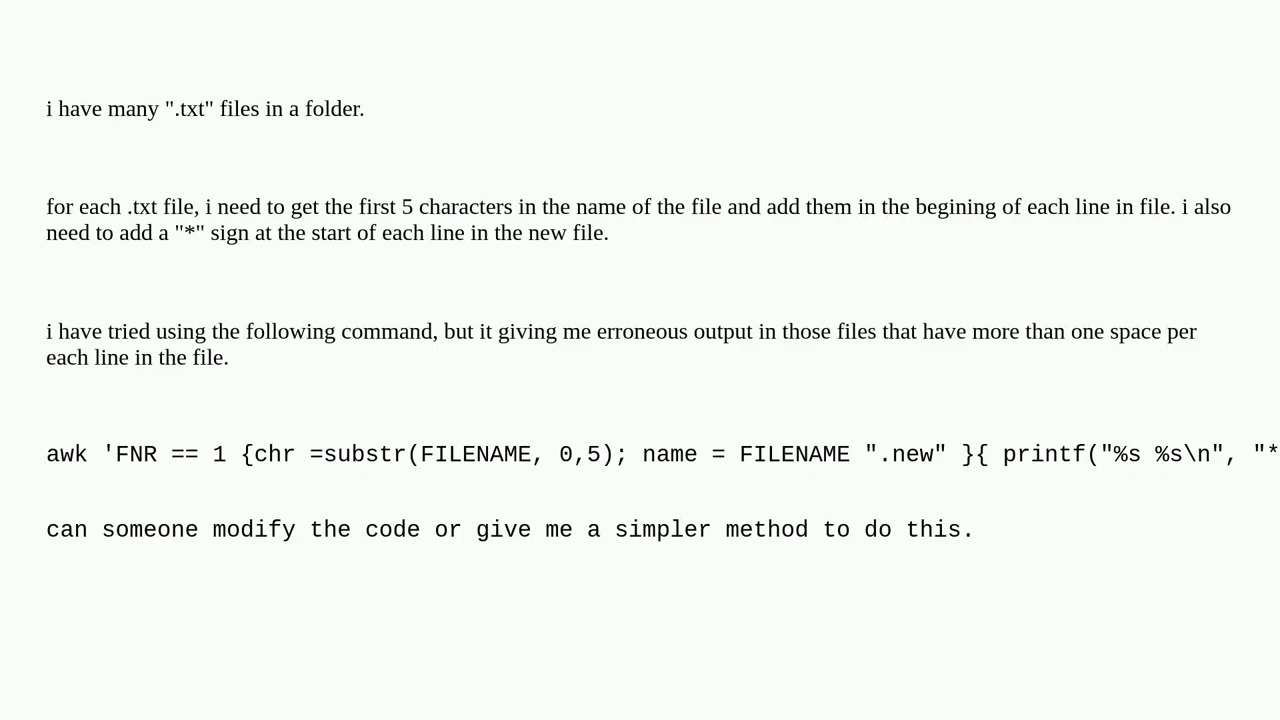 i have many ".txt" files in a folder.
for each .txt file, i need to get the first 5 characters in the name of the file and add them in the begining of each line in file. i also
need to add a "*" sign at the start of each line in the new file.
i have tried using the following command, but it giving me erroneous output in those files that have more than one space per
each line in the file.
awk 'FNR == 1 {chr =substr(FILENAME, 0,5); name = FILENAME ".new" }{ printf("%s %s\n", "*
can someone modify the code or give me a simpler method to do this.